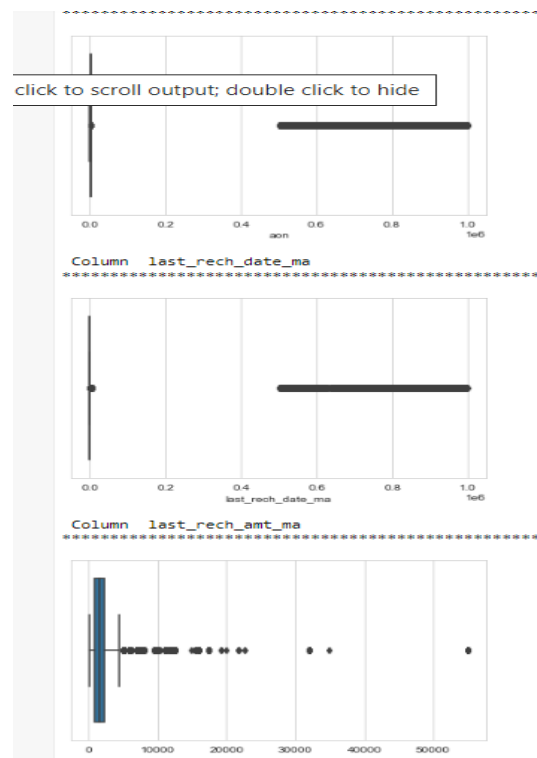 **************************************************
click to scroll output; double click to hide
0.0 0.2 0.4 0.6 0.8 1.0
1e6
aon
Column last_rech_date_ma
**************************************************
0.0 0.2 0.4 0.6 0.8 1.0
1e6
last_rech_date_ma
Column last_rech_amt_ma
**************************************************
0 10000 20000 30000 40000 50000